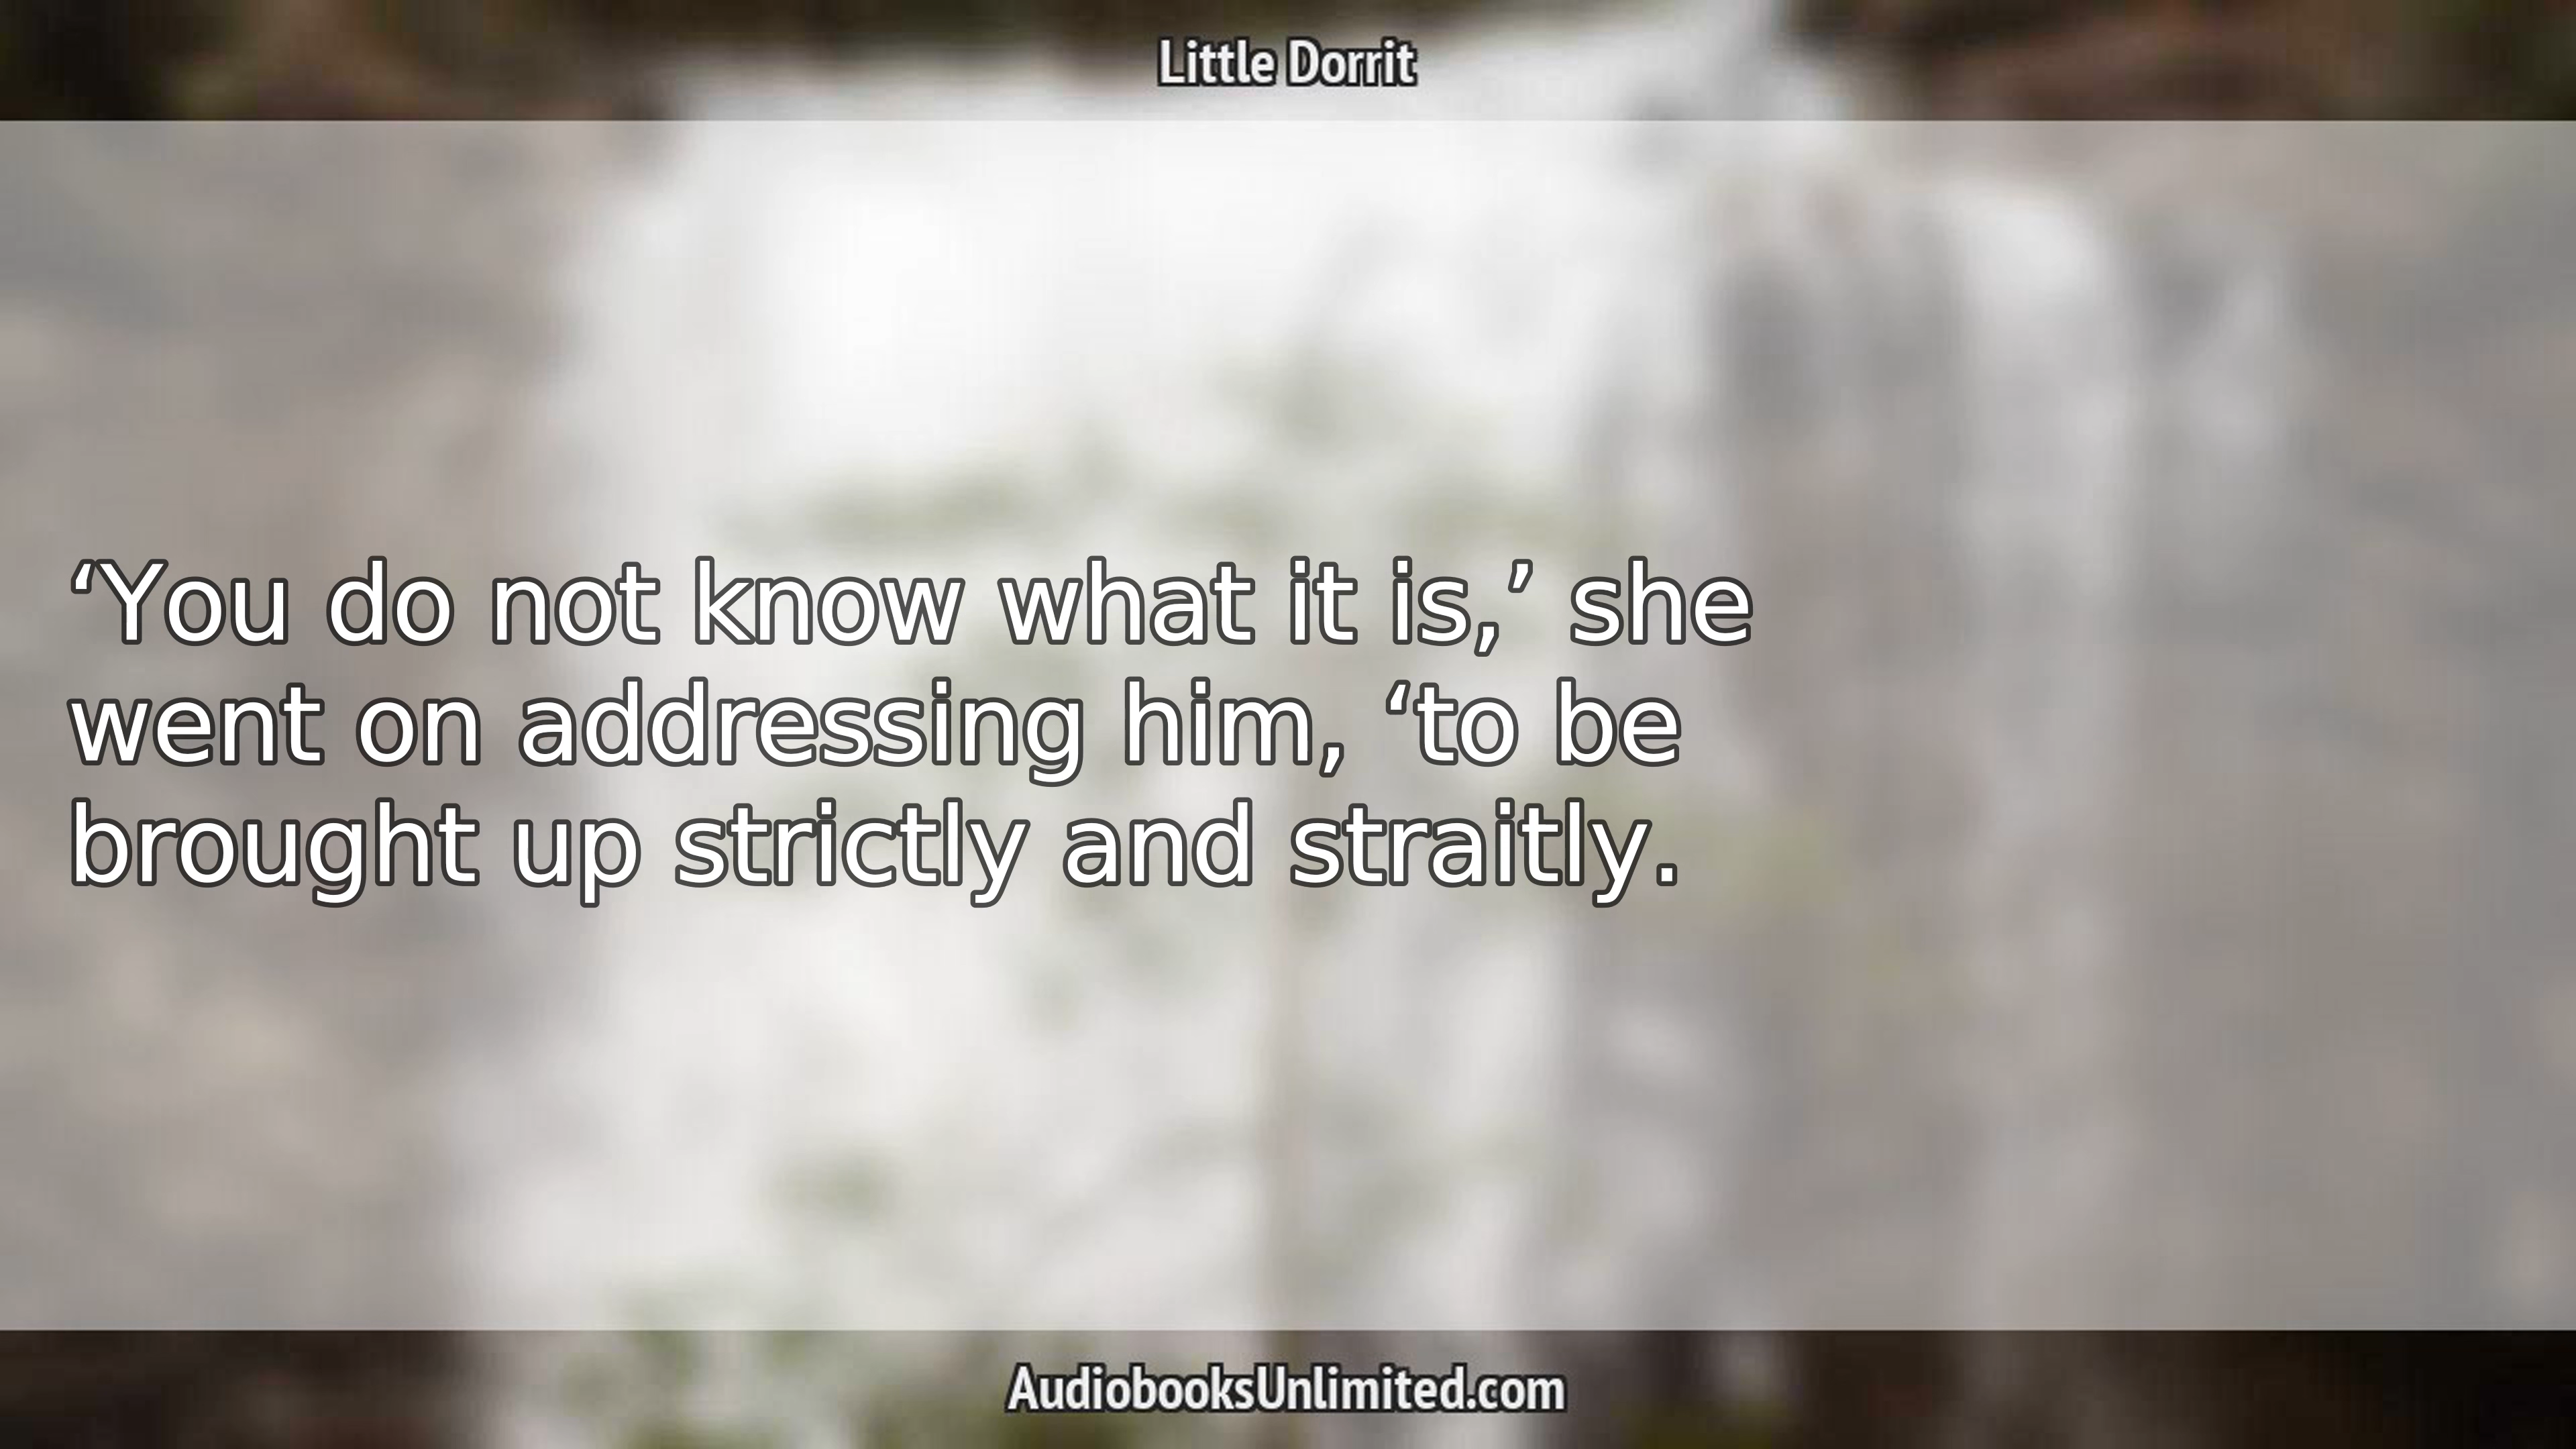 Little Dorrit
‘You do not know what it is,’ she
went on addressing him, ‘to be
brought up strictly and straitly.
AudiobooksUnlimited.com